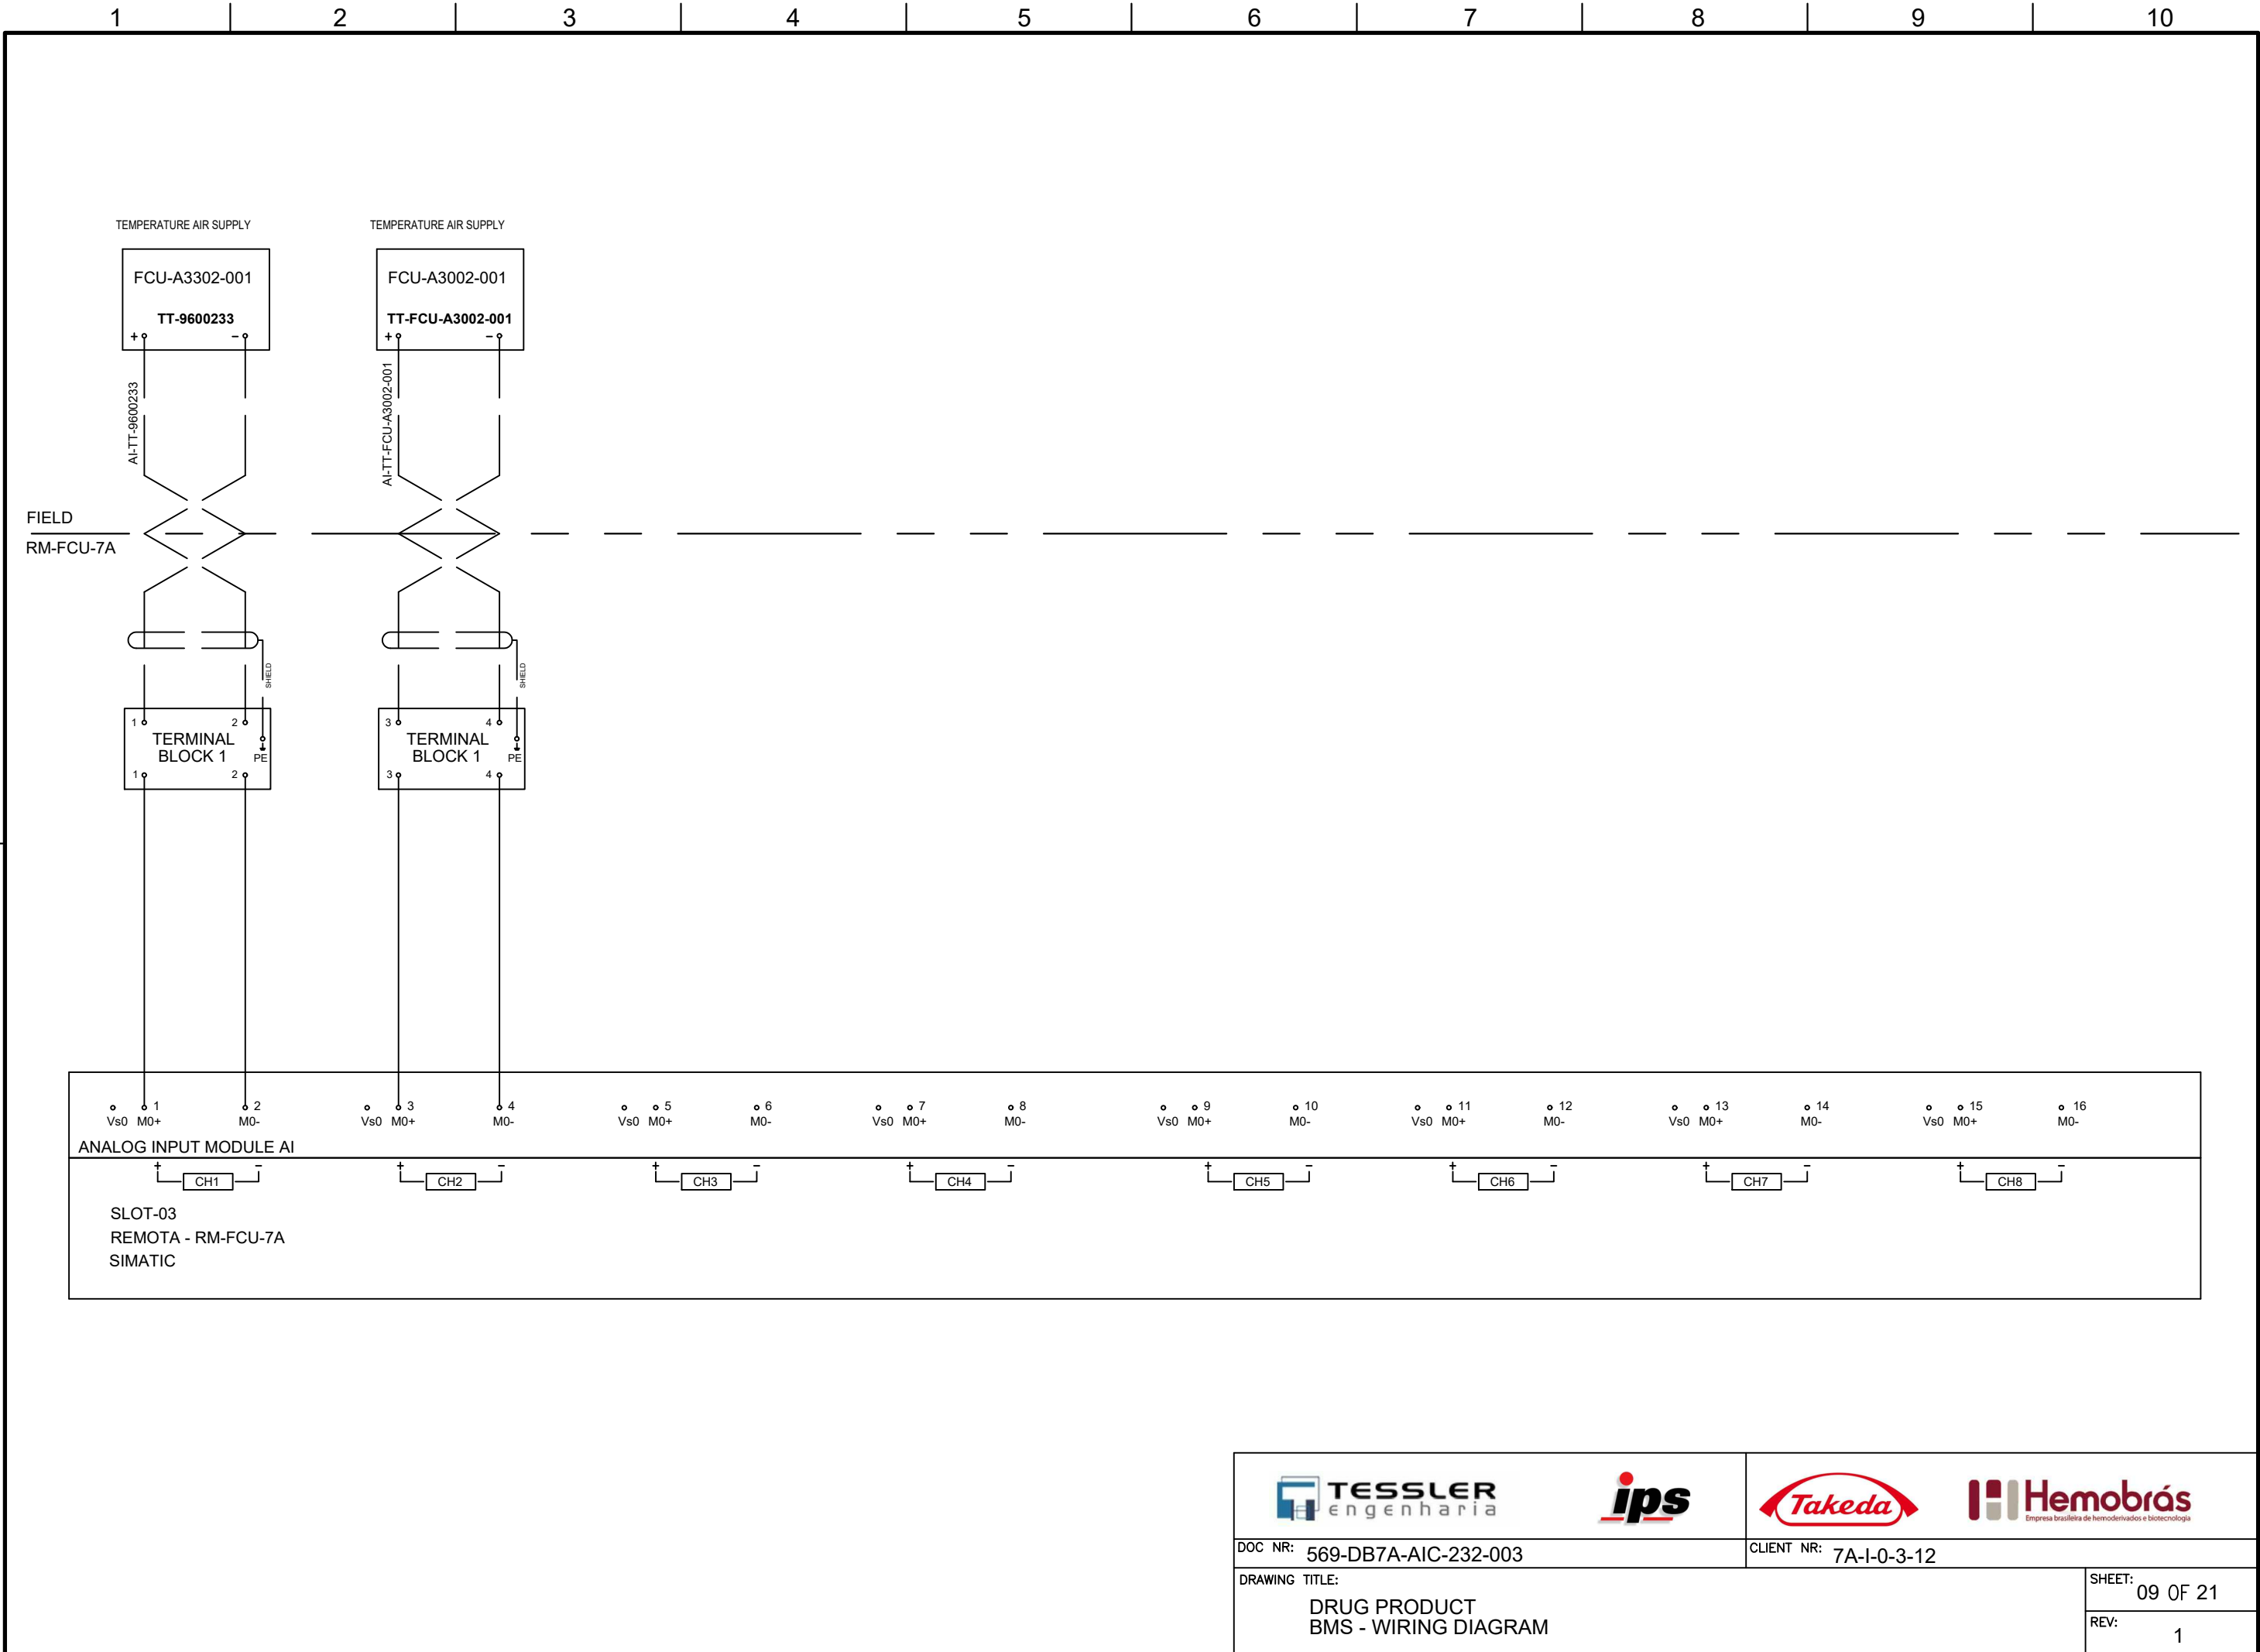 1 2 3 4 5 6 7 8 9 10
TEMPERATURE AIR SUPPLY TEMPERATURE AIR SUPPLY
FCU-A3302-001 FCU-A3002-001
TT-9600233 TT-FCU-A3002-001
+ − + −
AI-TT-9600233 AI-TT-FCU-A3002-001
FIELD
RM-FCU-7A
SHIELD SHIELD
1 2 3 4
TERMINAL TERMINAL
BLOCK 1 PE BLOCK 1 PE
1 2 3 4
1 2 3 4 5 6 7 8 9 10 11 12 13 14 15 16
Vs0 M0+ M0- Vs0 M0+ M0- Vs0 M0+ M0- Vs0 M0+ M0- Vs0 M0+ M0- Vs0 M0+ M0- Vs0 M0+ M0- Vs0 M0+ M0-
ANALOG INPUT MODULE AI
+ − + − + − + − + − + − + − + −
CH1 CH2 CH3 CH4 CH5 CH6 CH7 CH8
SLOT-03
REMOTA - RM-FCU-7A
SIMATIC
TESSLER
engenharia
ips
Takeda
Hemobrás
Empresa brasileira de hemoderivados e biotecnologia
DOC NR: 569-DB7A-AIC-232-003
CLIENT NR: 7A-I-0-3-12
DRAWING TITLE:
DRUG PRODUCT
BMS - WIRING DIAGRAM
SHEET: 09 OF 21
REV: 1